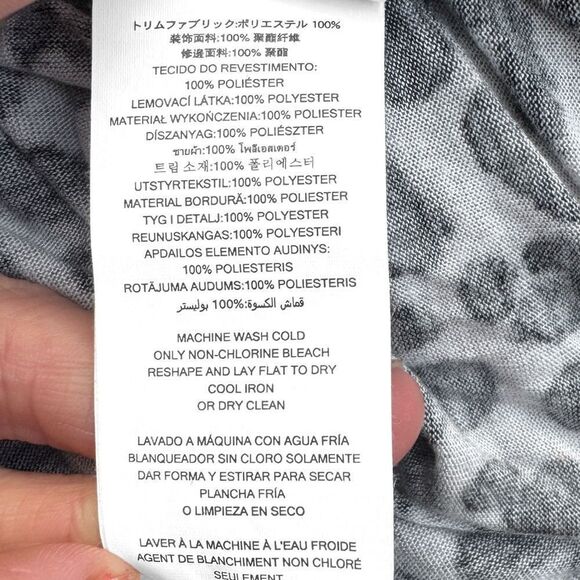 トリムファブリック:ポリエステル 100%
装饰面料:100% 聚酯纤维
修邊面料:100% 聚酯
TECIDO DO REVESTIMENTO:
100% POLIÉSTER
LEMOVACÍ LÁTKA:100% POLYESTER
MATERIAŁ WYKOŃCZENIA:100% POLYESTER
DÍSZANYAG:100% POLIÉSZTER
ชายผ้า:100% โพลีเอสเตอร์
트림 소재:100% 폴리에스터
UTSTYRTEKSTIL:100% POLYESTER
MATERIAL BORDURĂ:100% POLYESTER
TYG I DETALJ:100% POLYESTER
REUNUSKANGAS:100% POLYESTERI
APDAILOS ELEMENTO AUDINYS:
100% POLIESTERIS
ROTĀJUMA AUDUMS:100% POLIESTERIS
قماش الكسوة:100% بوليستر
MACHINE WASH COLD
ONLY NON-CHLORINE BLEACH
RESHAPE AND LAY FLAT TO DRY
COOL IRON
OR DRY CLEAN
LAVADO A MÁQUINA CON AGUA FRÍA
BLANQUEADOR SIN CLORO SOLAMENTE
DAR FORMA Y ESTIRAR PARA SECAR
PLANCHA FRÍA
O LIMPIEZA EN SECO
LAVER À LA MACHINE À L'EAU FROIDE
AGENT DE BLANCHIMENT NON CHLORÉ
SEULEMENT